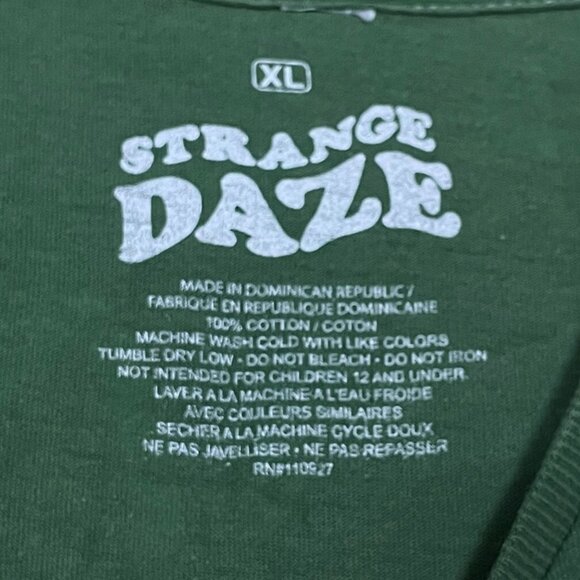 XL
STRANGE
DAZE
MADE IN DOMINICAN REPUBLIC /
FABRIQUE EN REPUBLIQUE DOMINICAINE
100% COTTON / COTON
MACHINE WASH COLD WITH LIKE COLORS
TUMBLE DRY LOW • DO NOT BLEACH • DO NOT IRON
NOT INTENDED FOR CHILDREN 12 AND UNDER.
LAVER A LA MACHINE A L'EAU FROIDE
AVEC COULEURS SIMILAIRES
SECHER A LA MACHINE CYCLE DOUX
NE PAS JAVELLISER • NE PAS REPASSER
RN#110927